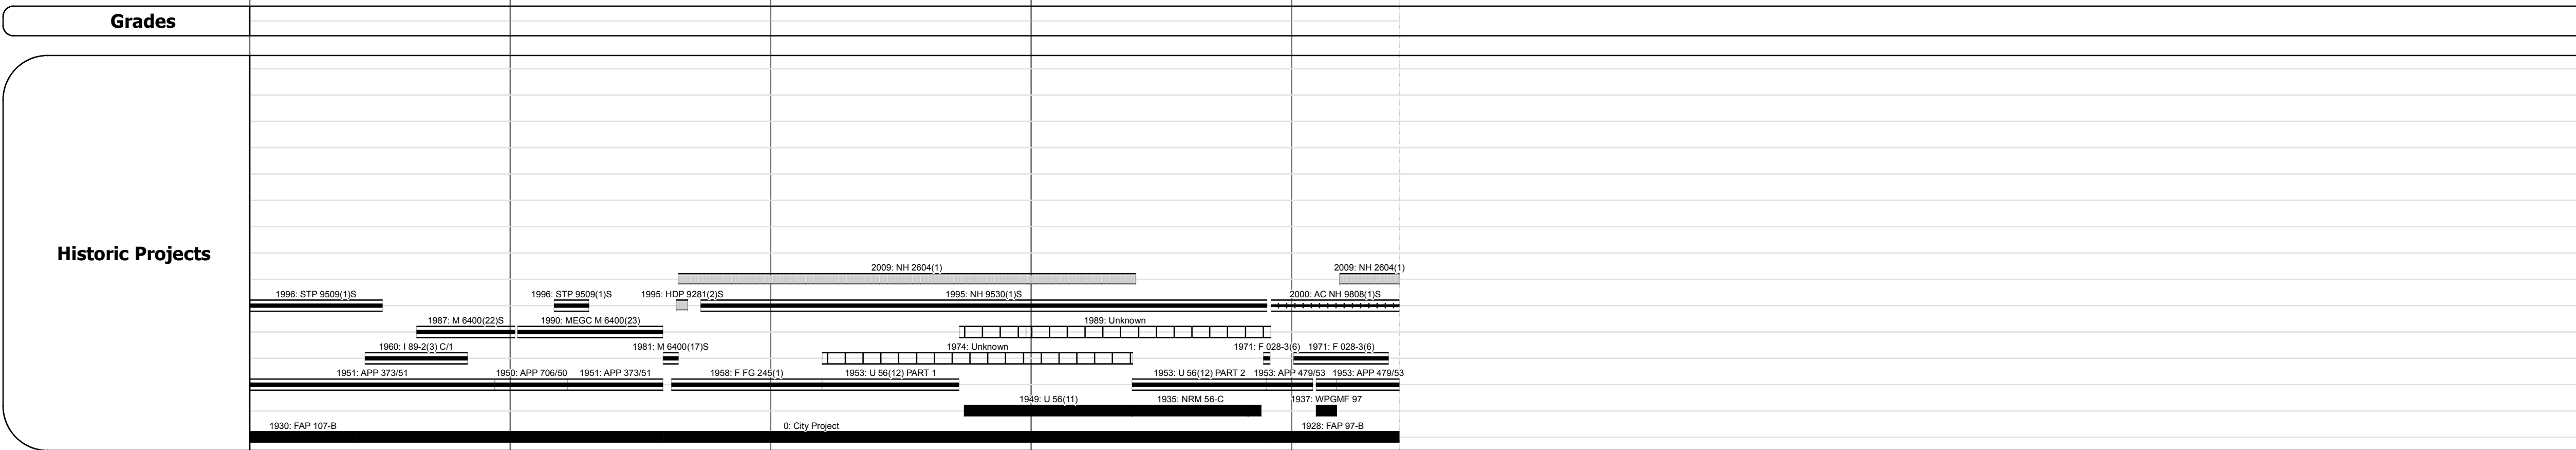 Grades
Historic Projects
2009: NH 2604(1) 2009: NH 2604(1)
1996: STP 9509(1)S 1996: STP 9509(1)S 1995: HDP 9281(2)S 1995: NH 9530(1)S 2000: AC NH 9808(1)S
1987: M 6400(22)S 1990: MEGC M 6400(23) 1989: Unknown
1960: I 89-2(3) C/1 1981: M 6400(17)S 1974: Unknown 1971: F 028-3(6) 1971: F 028-3(6)
1951: APP 373/51 1950: APP 706/50 1951: APP 373/51 1958: F FG 245(1) 1953: U 56(12) PART 1 1953: U 56(12) PART 2 1953: APP 479/53 1953: APP 479/53
1949: U 56(11) 1935: NRM 56-C 1937: WPGMF 97
1930: FAP 107-B 0: City Project 1928: FAP 97-B